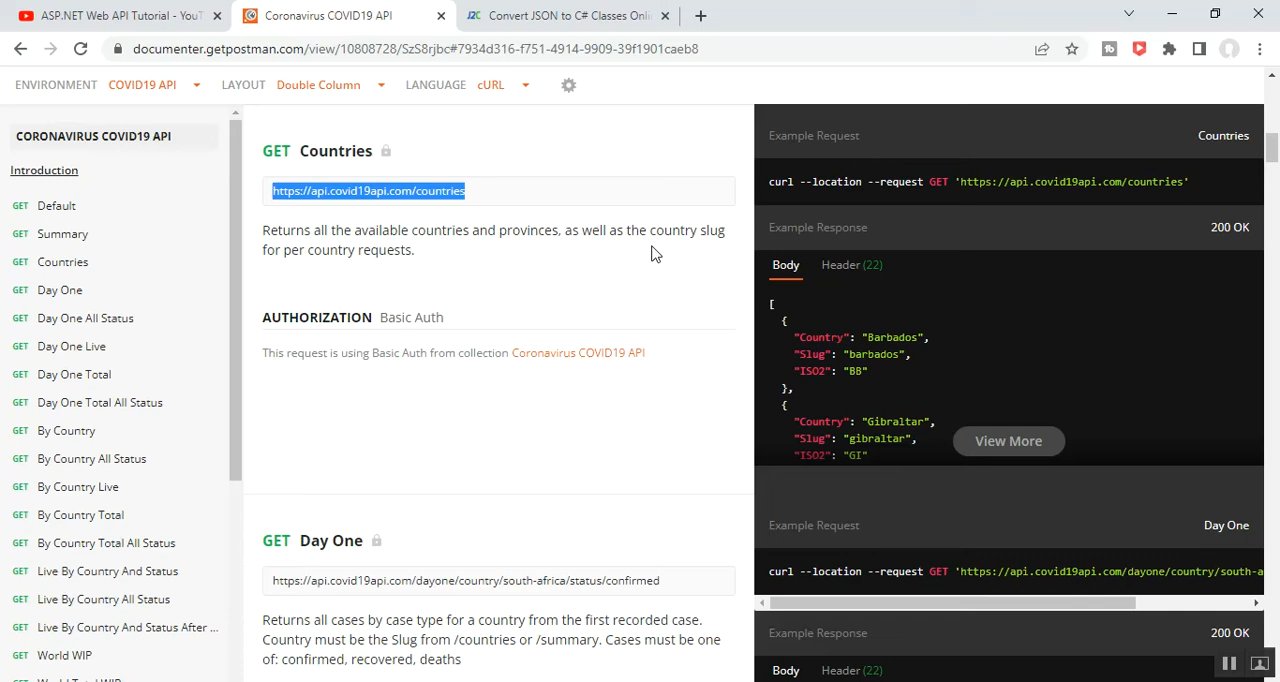 ASP.NET Web API Tutorial - YouT
Coronavirus COVID19 API
J2C Convert JSON to C# Classes Onli
documenter.getpostman.com/view/10808728/SzS8rjbc#7934d316-f751-4914-9909-39f1901caeb8
ENVIRONMENT COVID19 API LAYOUT Double Column LANGUAGE cURL
CORONAVIRUS COVID19 API
Introduction
GET Default
GET Summary
GET Countries
GET Day One
GET Day One All Status
GET Day One Live
GET Day One Total
GET Day One Total All Status
GET By Country
GET By Country All Status
GET By Country Live
GET By Country Total
GET By Country Total All Status
GET Live By Country And Status
GET Live By Country All Status
GET Live By Country And Status After ...
GET World WIP
GET World Total WIP
GET Countries
https://api.covid19api.com/countries
Returns all the available countries and provinces, as well as the country slug
for per country requests.
AUTHORIZATION Basic Auth
This request is using Basic Auth from collection Coronavirus COVID19 API
GET Day One
https://api.covid19api.com/dayone/country/south-africa/status/confirmed
Returns all cases by case type for a country from the first recorded case.
Country must be the Slug from /countries or /summary. Cases must be one
of: confirmed, recovered, deaths
Example Request Countries
curl --location --request GET 'https://api.covid19api.com/countries'
Example Response 200 OK
Body Header (22)
[
{
"Country": "Barbados",
"Slug": "barbados",
"ISO2": "BB"
},
{
"Country": "Gibraltar",
"Slug": "gibraltar",
"ISO2": "GI"
View More
Example Request Day One
curl --location --request GET 'https://api.covid19api.com/dayone/country/south-a
Example Response 200 OK
Body Header (22)